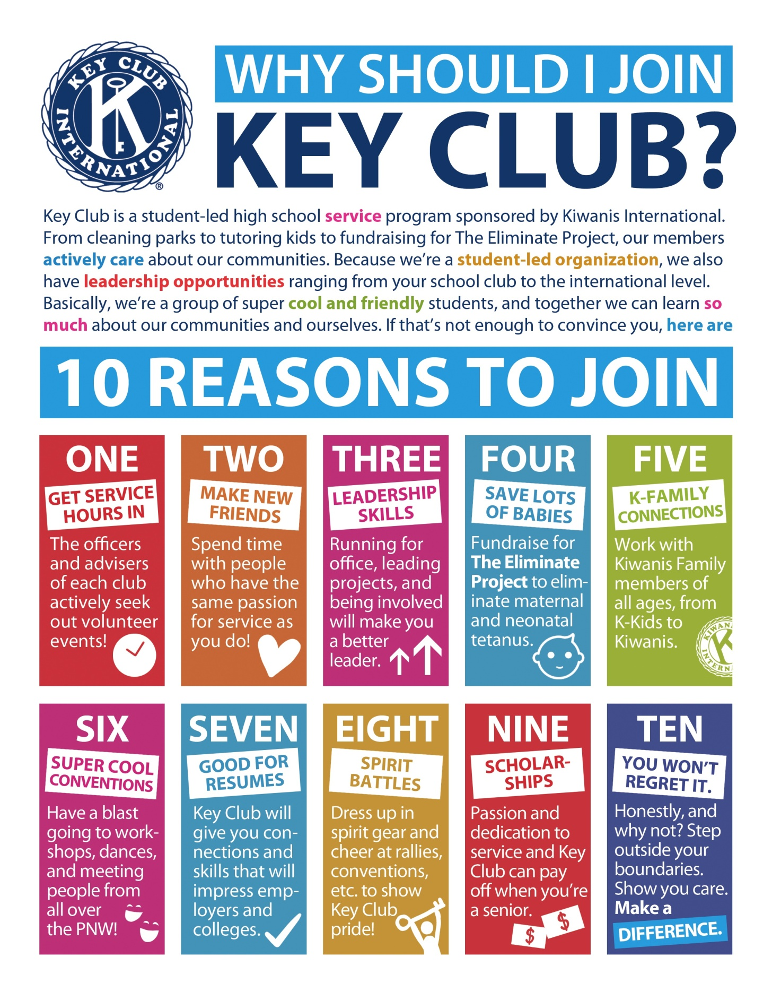 KEY CLUB
INTERNATIONAL
K
®
WHY SHOULD I JOIN
KEY CLUB?
Key Club is a student-led high school service program sponsored by Kiwanis International.
From cleaning parks to tutoring kids to fundraising for The Eliminate Project, our members
actively care about our communities. Because we're a student-led organization, we also
have leadership opportunities ranging from your school club to the international level.
Basically, we're a group of super cool and friendly students, and together we can learn so
much about our communities and ourselves. If that's not enough to convince you, here are
10 REASONS TO JOIN
ONE
GET SERVICE
HOURS IN
The officers
and advisers
of each club
actively seek
out volunteer
events!
TWO
MAKE NEW
FRIENDS
Spend time
with people
who have the
same passion
for service as
you do!
THREE
LEADERSHIP
SKILLS
Running for
office, leading
projects, and
being involved
will make you
a better
leader.
FOUR
SAVE LOTS
OF BABIES
Fundraise for
The Eliminate
Project to elim-
inate maternal
and neonatal
tetanus.
FIVE
K-FAMILY
CONNECTIONS
Work with
Kiwanis Family
members of
all ages, from
K-Kids to
Kiwanis.
KIWAN
K
INTERN
SIX
SUPER COOL
CONVENTIONS
Have a blast
going to work-
shops, dances,
and meeting
people from
all over
the PNW!
SEVEN
GOOD FOR
RESUMES
Key Club will
give you con-
nections and
skills that will
impress emp-
loyers and
colleges.
EIGHT
SPIRIT
BATTLES
Dress up in
spirit gear and
cheer at rallies,
conventions,
etc. to show
Key Club
pride!
NINE
SCHOLAR-
SHIPS
Passion and
dedication to
service and Key
Club can pay
off when you're
a senior.
$
$
TEN
YOU WON'T
REGRET IT.
Honestly, and
why not? Step
outside your
boundaries.
Show you care.
Make a
DIFFERENCE.